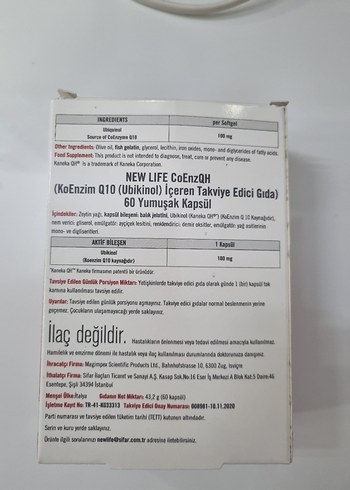 INGREDIENTS per Softgel
Ubiquinol 100 mg
Source of CoEnzymn Q10
Other Ingredients: Olive oil, fish gelatin, glycerol, lecithin, iron oxides, mono- and diglycerides of fatty acids.
Food Supplement: This product is not intended to diagnose, treat, cure or prevent any disease.
Kaneka QH® is a trademark of Kaneka Corporation.
NEW LIFE CoEnzQH
(KoEnzim Q10 (Ubikinol) İçeren Takviye Edici Gıda)
60 Yumuşak Kapsül
İçindekiler: Zeytin yağı, kapsül bileşeni: balık jelatini, Ubikinol (Kaneka QH®) (KoEnzim Q 10 Kaynağıdır),
nem verici: gliserol, emülgatör: ayçiçek lesitini, renklendirici: demir oksitler, emülgatör: yağ asitlerinin
mono- ve digliseritleri.
AKTİF BİLEŞEN 1 Kapsül
Ubikinol 100 mg
(Koenzim Q10 kaynağıdır)
"Kaneka QH" Kaneka firmasının patentli bir ürünüdür.
Tavsiye Edilen Günlük Porsiyon Miktarı: Yetişkinlerde takviye edici gıda olarak günde 1 (bir) kapsül tok
karnına kullanılması tavsiye edilir.
Uyarılar: Tavsiye edilen günlük porsiyonu aşmayınız. Takviye edici gıdalar normal beslenmenin yerine
geçemez. Çocukların ulaşamayacağı yerde saklayınız.
İlaç değildir. Hastalıkların önlenmesi veya tedavi edilmesi amacıyla kullanılmaz.
Hamilelik ve emzirme dönemi ile hastalık veya ilaç kullanılması durumlarında doktorunuza danışınız.
İmalatçı Firma: Magimpex Scientific Products Ltd., Bahnhofstrasse 10, 6300 Zug, İsviçre
İthalatçı Firma: Sifar İlaçları Ticaret ve Sanayi A.Ş. Kasap Sok.No:16 Eser İş Merkezi A Blok Kat:5 Daire:46
Esentepe, Şişli 34394 İstanbul
Menşei Ülke:İtalya Gıdanın Net Miktarı: 43,2 g (60 kapsül)
İşletme Kayıt No: TR-41-K033313 Takviye Edici Onay Numarası: 008981-10.11.2020
Parti numarası ve tavsiye edilen tüketim tarihi (TETT) kutunun altındadır.
Serin ve kuru yerde saklayınız.
Ürünle ilgili sorularınızı newlife@sifar.com.tr adresine iletebilirsiniz.